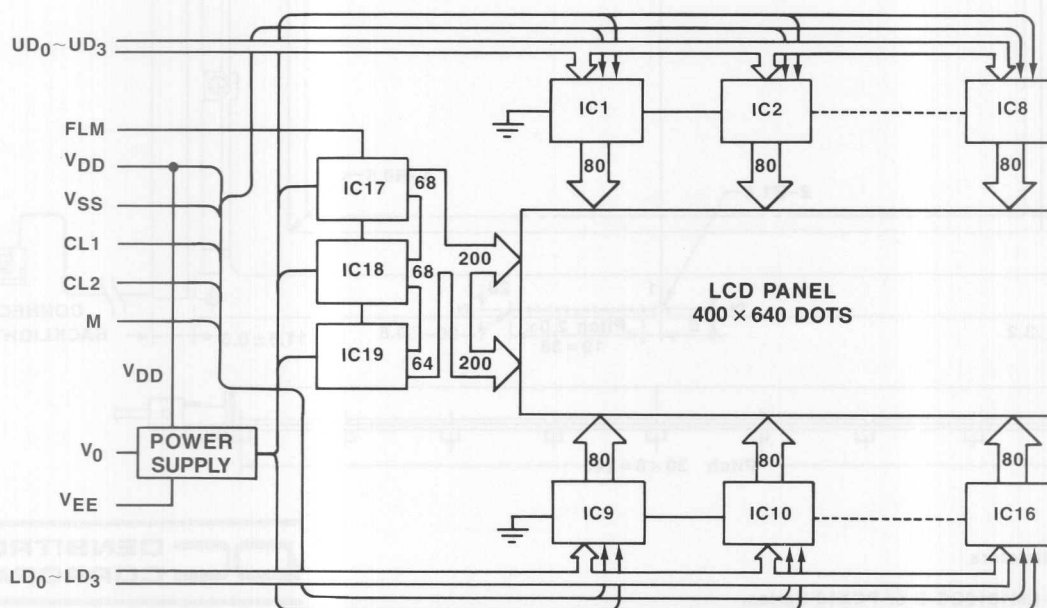 UD0~UD3
FLM
VDD
VSS
CL1
CL2
M
VDD
V0
VEE
LD0~LD3
POWER
SUPPLY
IC17
IC18
IC19
68
68
64
200
200
IC1
IC2
IC8
80
80
80
LCD PANEL
400 × 640 DOTS
80
80
80
IC9
IC10
IC16